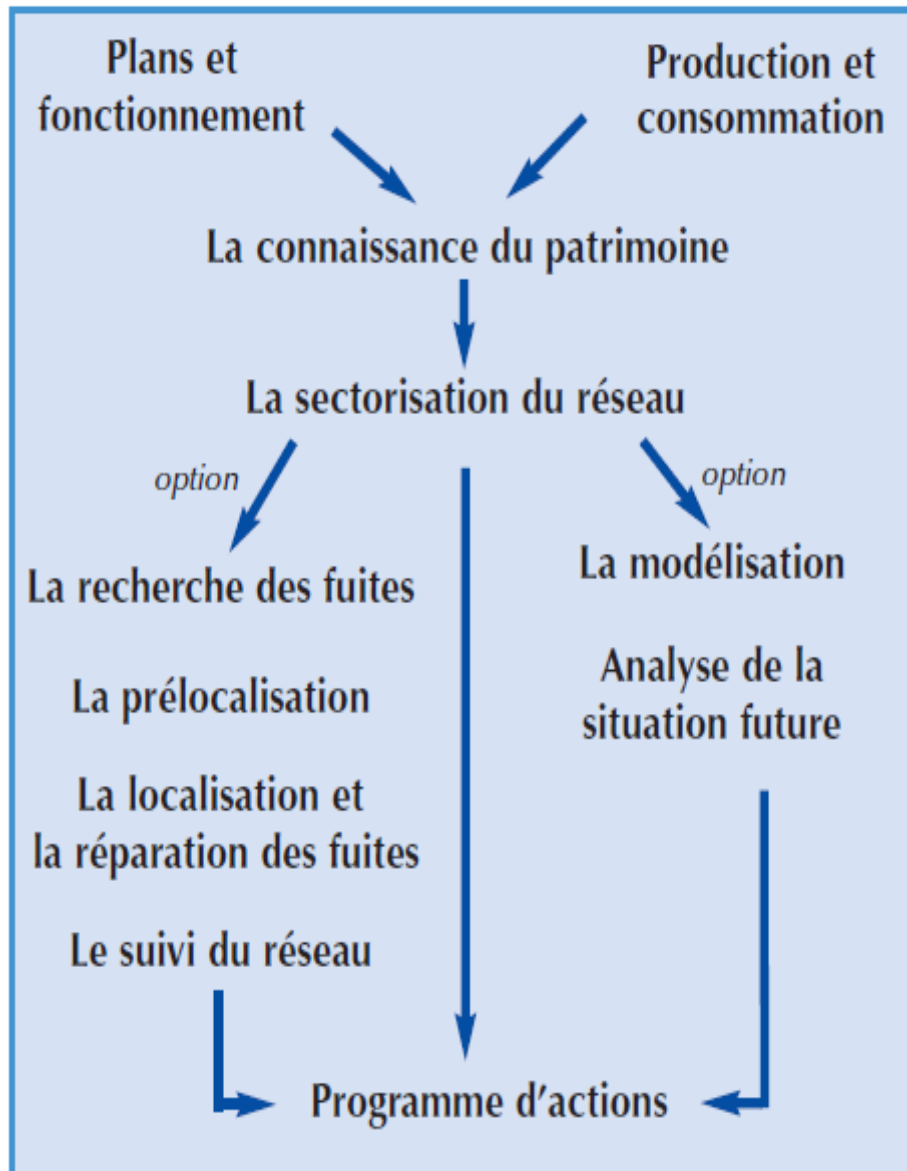 Plans et
fonctionnement
Production et
consommation
La connaissance du patrimoine
La sectorisation du réseau
option
option
La recherche des fuites
La prélocalisation
La localisation et
la réparation des fuites
Le suivi du réseau
La modélisation
Analyse de la
situation future
Programme d'actions